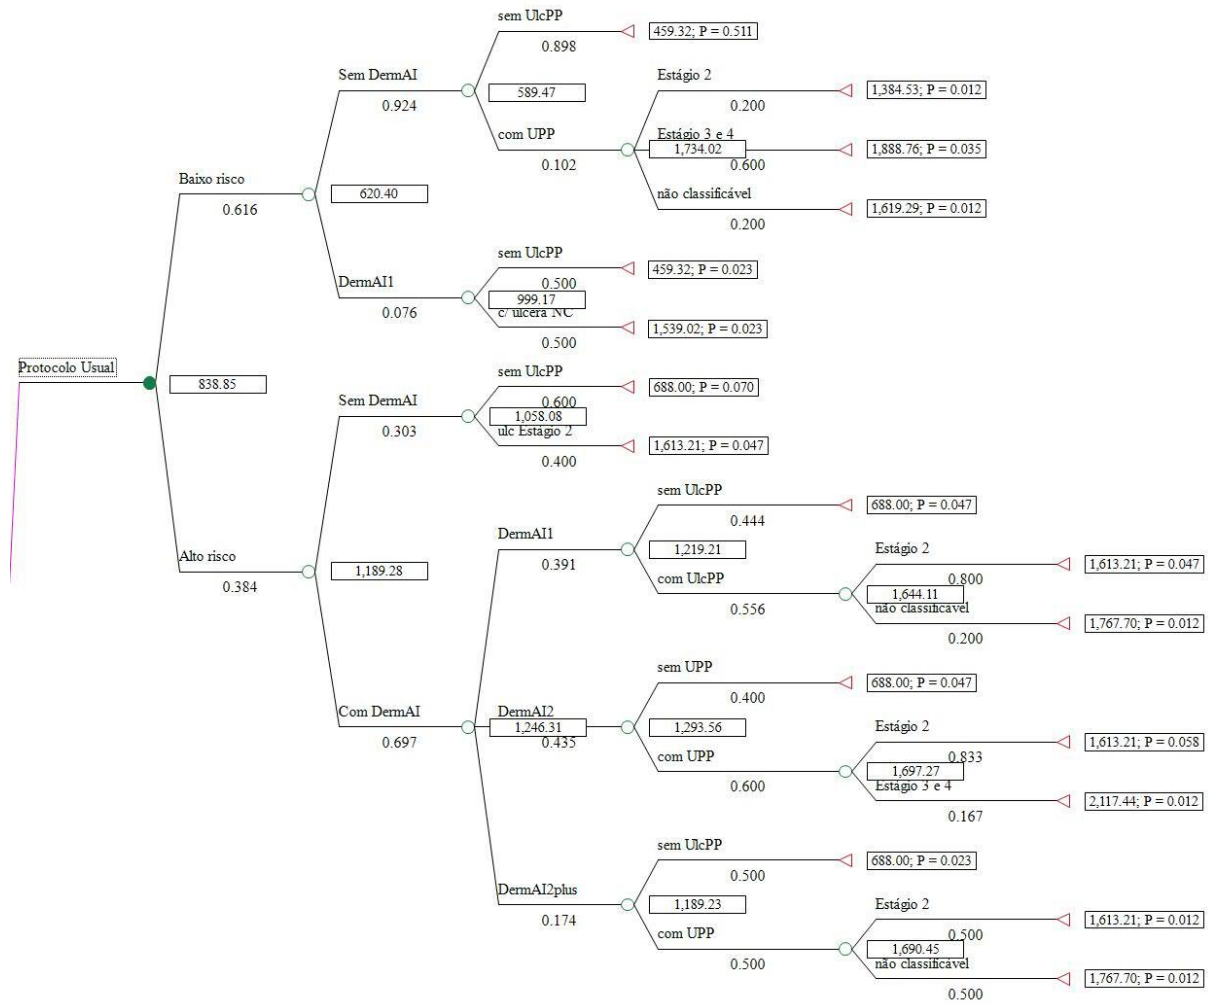 sem UlcPP
0.898
459.32; P = 0.511
Sem DermAI
0.924
589.47
Estágio 2
0.200
1,384.53; P = 0.012
com UPP
0.102
Estágio 3 e 4
1,734.02
0.600
1,888.76; P = 0.035
não classificável
0.200
1,619.29; P = 0.012
Baixo risco
0.616
620.40
sem UlcPP
0.500
459.32; P = 0.023
DermAI1
0.076
999.17
c/ ulcera NC
0.500
1,539.02; P = 0.023
Protocolo Usual
838.85
sem UlcPP
0.600
688.00; P = 0.070
Sem DermAI
0.303
1,058.08
ulc Estágio 2
0.400
1,613.21; P = 0.047
Alto risco
0.384
1,189.28
sem UlcPP
0.444
688.00; P = 0.047
DermAI1
0.391
1,219.21
com UlcPP
0.556
Estágio 2
0.800
1,613.21; P = 0.047
1,644.11
não classificável
0.200
1,767.70; P = 0.012
Com DermAI
0.697
1,246.31
sem UPP
0.400
688.00; P = 0.047
DermAI2
0.435
1,293.56
com UPP
0.600
Estágio 2
0.833
1,613.21; P = 0.058
1,697.27
Estágio 3 e 4
0.167
2,117.44; P = 0.012
sem UlcPP
0.500
688.00; P = 0.023
DermAI2plus
0.174
1,189.23
com UPP
0.500
Estágio 2
0.500
1,613.21; P = 0.012
1,690.45
não classificável
0.500
1,767.70; P = 0.012